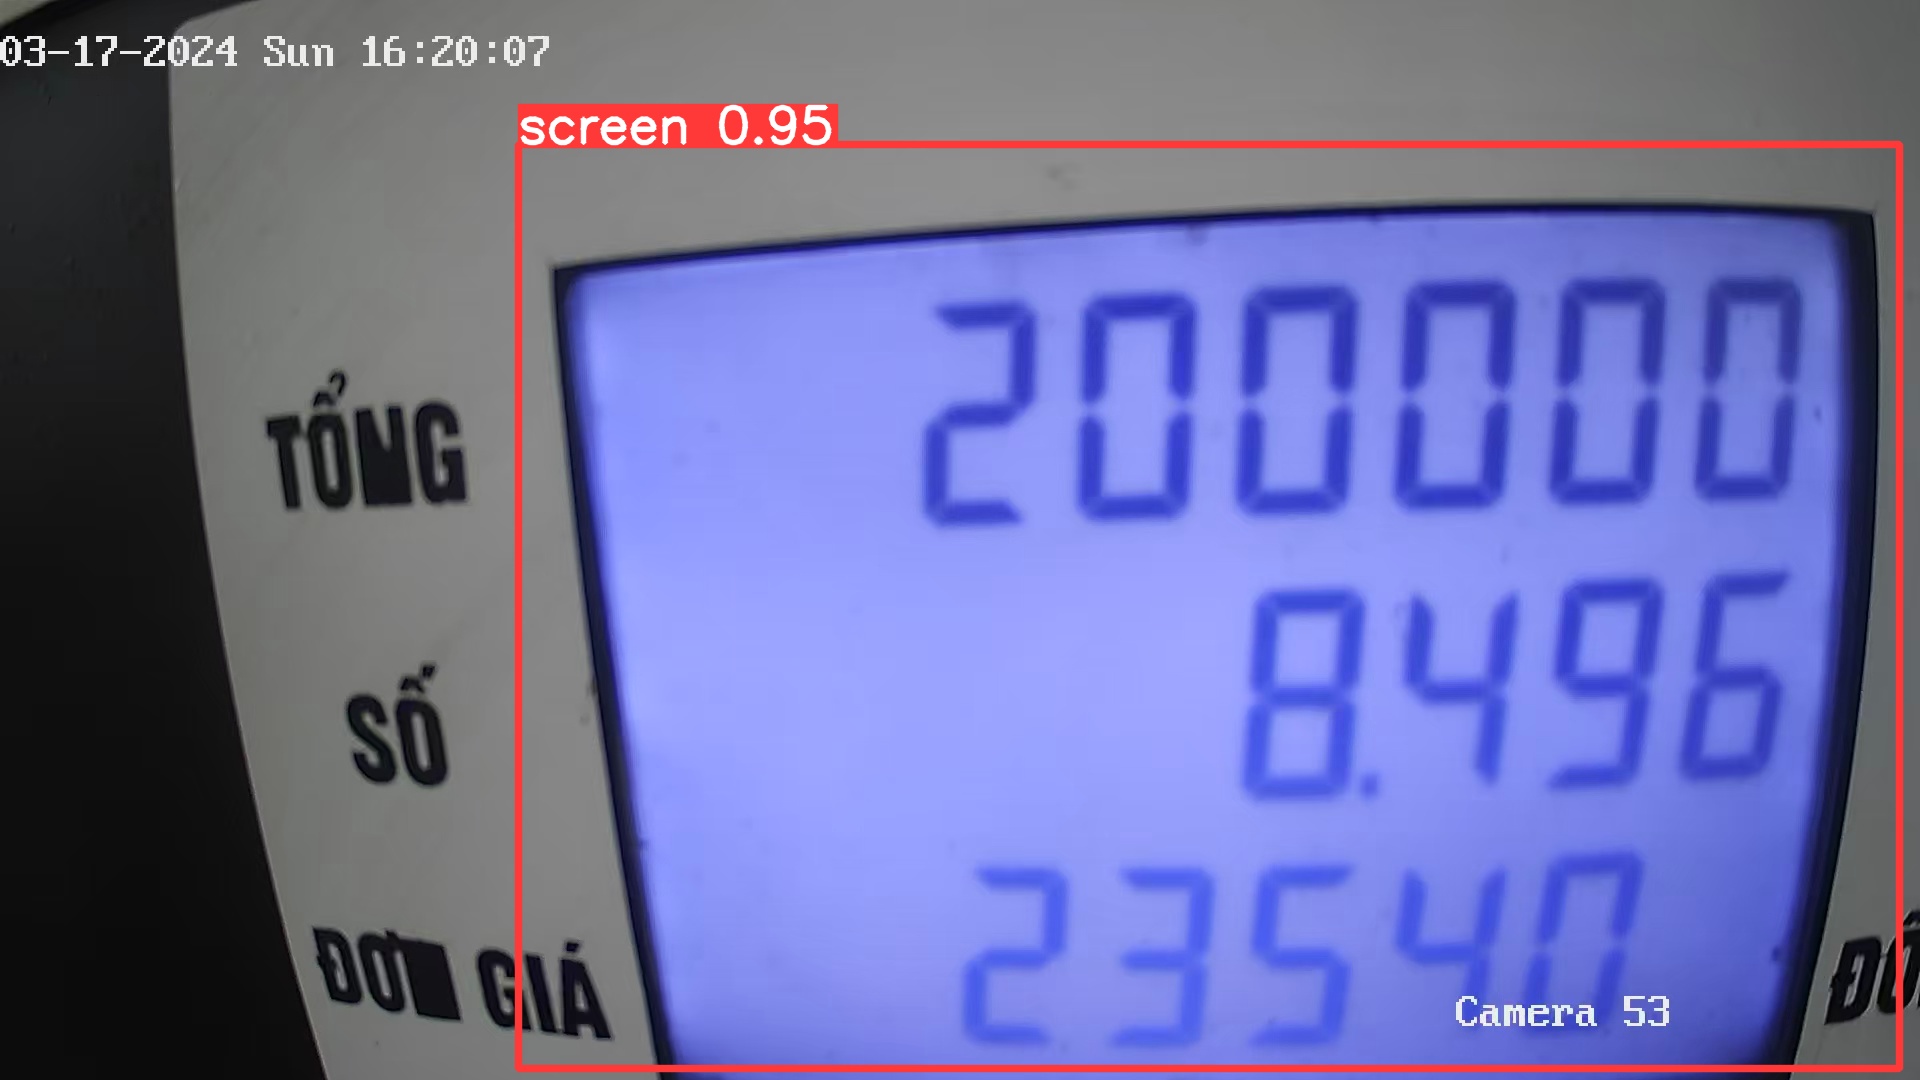 03-17-2024 Sun 16:20:07
screen 0.95
TỔNG 200000
SỐ 8.496
ĐƠN GIÁ 23540
Camera 53